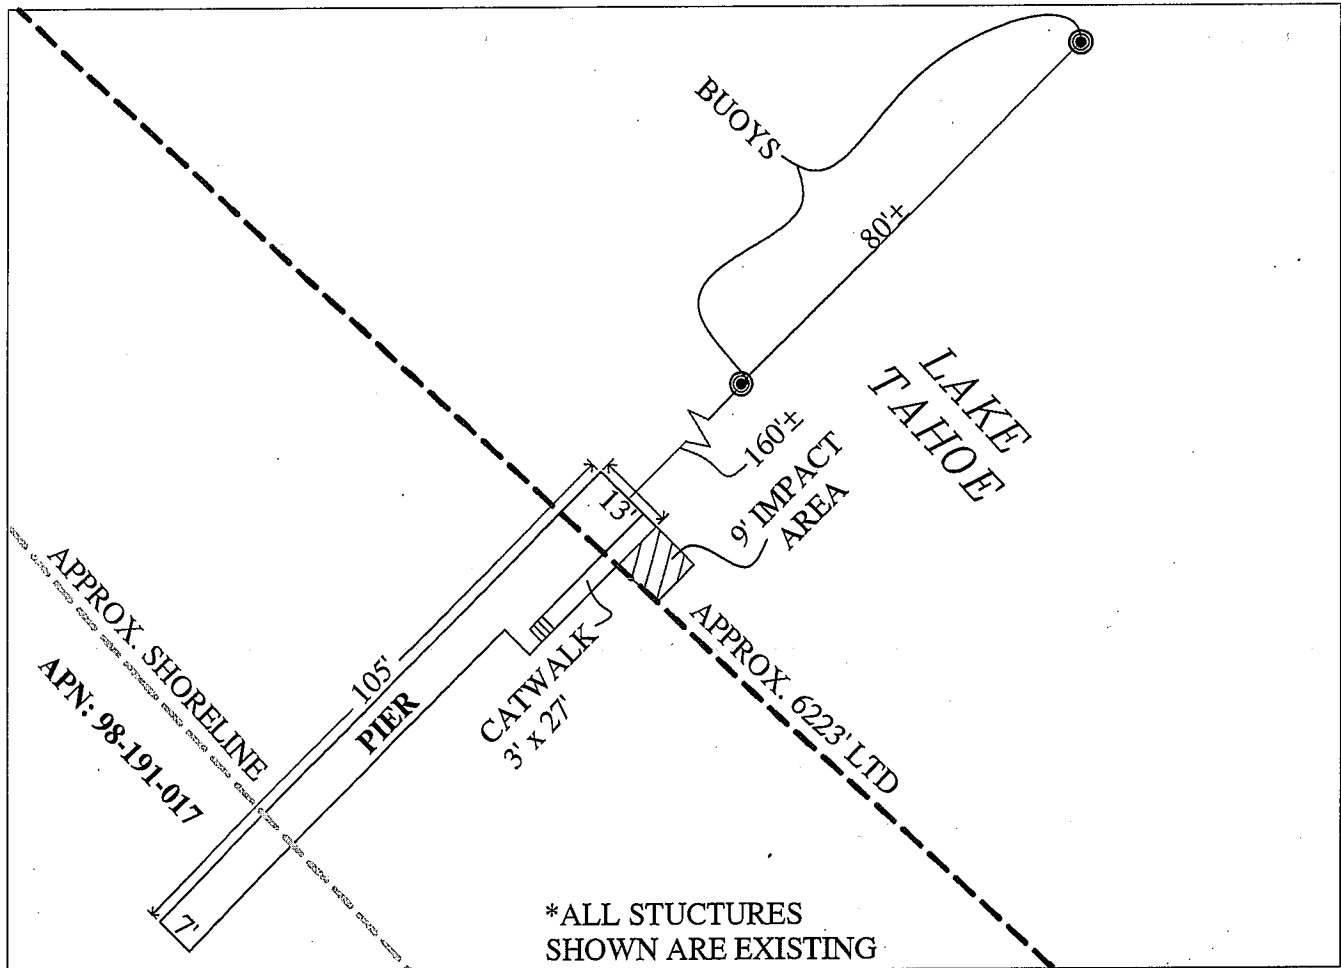 BUOYS
80'±
LAKE
TAHOE
160'±
9' IMPACT
AREA
13'
APPROX. SHORELINE
APN: 98-191-017
105'
PIER
CATWALK
3' x 27'
APPROX. 6223' LTD
7'
*ALL STUCTURES
SHOWN ARE EXISTING